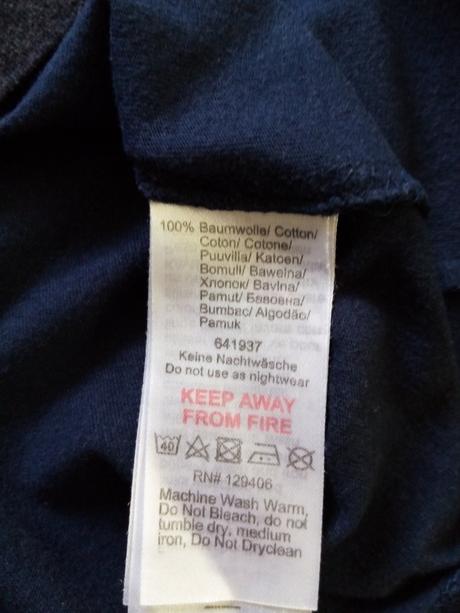 100% Baumwolle/ Cotton/
Coton/ Cotone/
Puuvilla/ Katoen/
Bomull/ Bawełna/
Хлопок/ Bavlna/
Pamut/ Бавовна/
Bumbac/ Algodão/
Pamuk
641937
Keine Nachtwäsche
Do not use as nightwear
KEEP AWAY
FROM FIRE
40
RN# 129406
Machine Wash Warm,
Do Not Bleach, do not
tumble dry, medium
iron, Do Not Dryclean